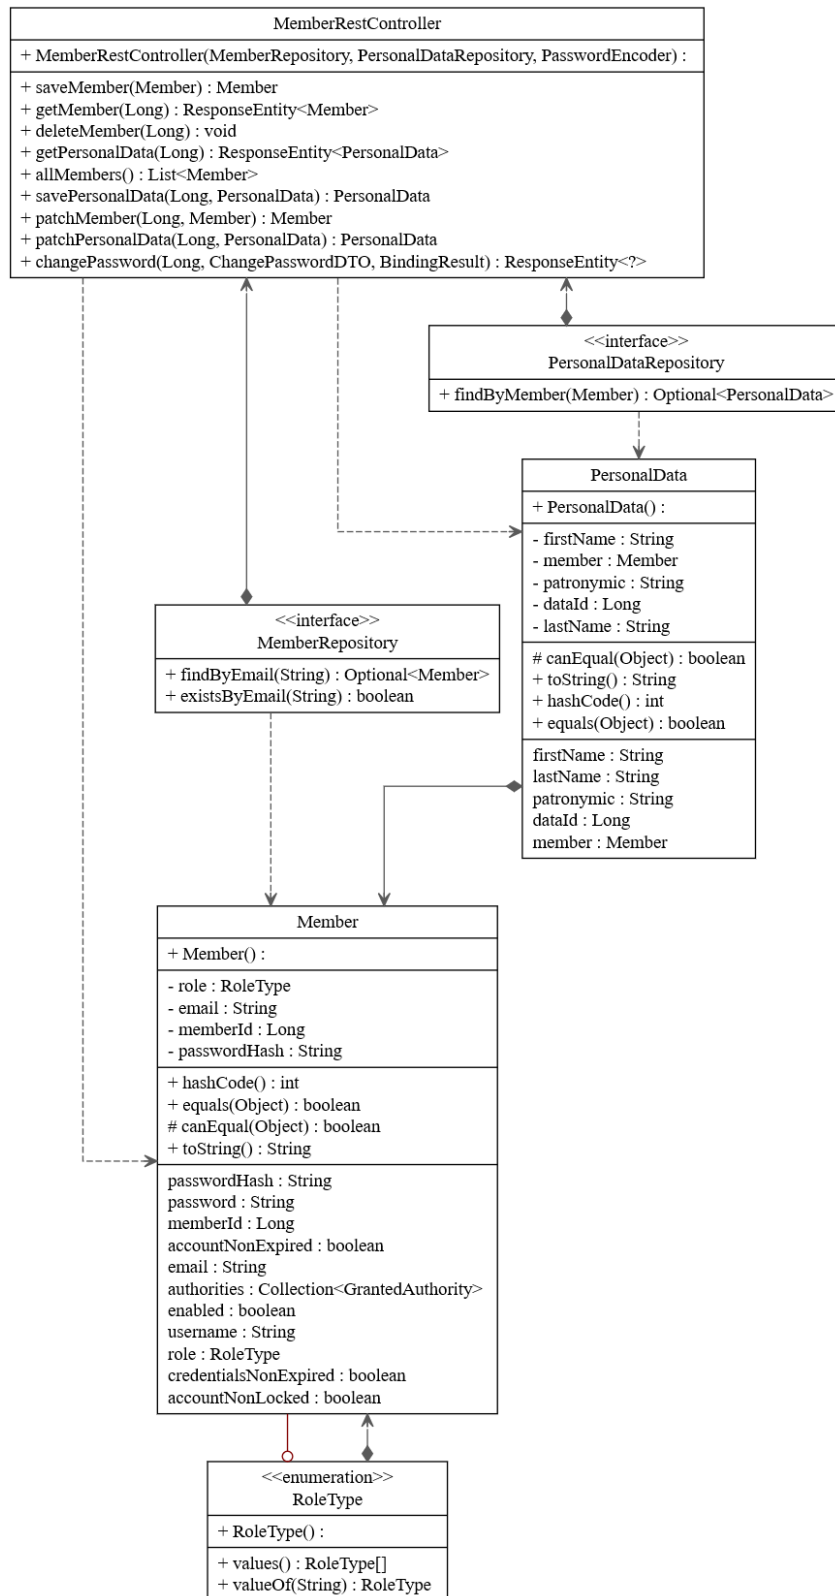 MemberRestController
+ MemberRestController(MemberRepository, PersonalDataRepository, PasswordEncoder) :
+ saveMember(Member) : Member
+ getMember(Long) : ResponseEntity<Member>
+ deleteMember(Long) : void
+ getPersonalData(Long) : ResponseEntity<PersonalData>
+ allMembers() : List<Member>
+ savePersonalData(Long, PersonalData) : PersonalData
+ patchMember(Long, Member) : Member
+ patchPersonalData(Long, PersonalData) : PersonalData
+ changePassword(Long, ChangePasswordDTO, BindingResult) : ResponseEntity<?>
<<interface>>
PersonalDataRepository
+ findByMember(Member) : Optional<PersonalData>
PersonalData
+ PersonalData() :
- firstName : String
- member : Member
- patronymic : String
- dataId : Long
- lastName : String
# canEqual(Object) : boolean
+ toString() : String
+ hashCode() : int
+ equals(Object) : boolean
firstName : String
lastName : String
patronymic : String
dataId : Long
member : Member
<<interface>>
MemberRepository
+ findByEmail(String) : Optional<Member>
+ existsByEmail(String) : boolean
Member
+ Member() :
- role : RoleType
- email : String
- memberId : Long
- passwordHash : String
+ hashCode() : int
+ equals(Object) : boolean
# canEqual(Object) : boolean
+ toString() : String
passwordHash : String
password : String
memberId : Long
accountNonExpired : boolean
email : String
authorities : Collection<GrantedAuthority>
enabled : boolean
username : String
role : RoleType
credentialsNonExpired : boolean
accountNonLocked : boolean
<<enumeration>>
RoleType
+ RoleType() :
+ values() : RoleType[]
+ valueOf(String) : RoleType